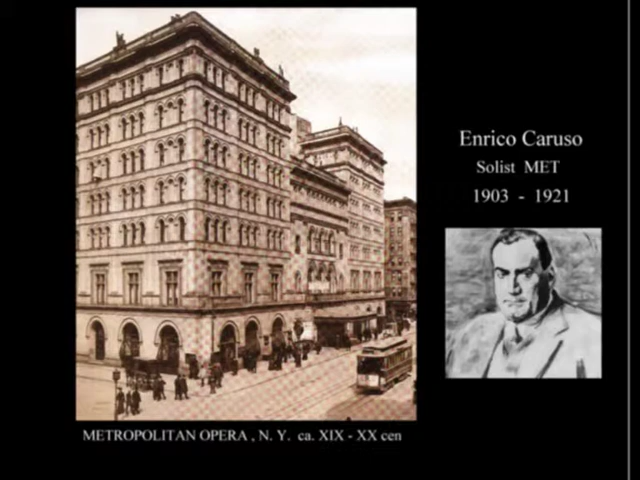 Enrico Caruso
Solist MET
1903 - 1921
METROPOLITAN OPERA , N. Y. ca. XIX - XX cen